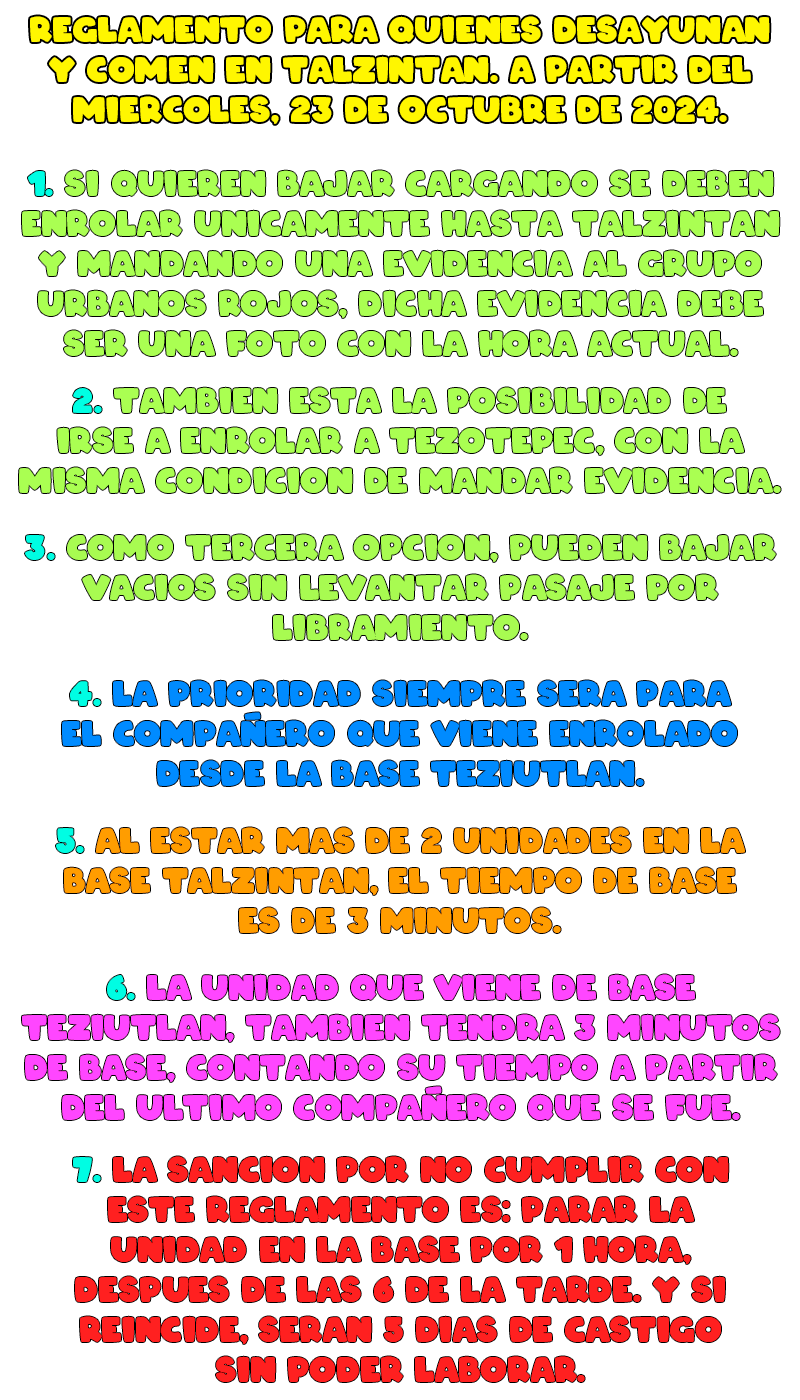 REGLAMENTO PARA QUIENES DESAYUNAN
Y COMEN EN TALZINTAN. A PARTIR DEL
MIERCOLES, 23 DE OCTUBRE DE 2024.
1. SI QUIEREN BAJAR CARGANDO SE DEBEN
ENROLAR UNICAMENTE HASTA TALZINTAN
Y MANDANDO UNA EVIDENCIA AL GRUPO
URBANOS ROJOS, DICHA EVIDENCIA DEBE
SER UNA FOTO CON LA HORA ACTUAL.
2. TAMBIEN ESTA LA POSIBILIDAD DE
IRSE A ENROLAR A TEZOTEPEC, CON LA
MISMA CONDICION DE MANDAR EVIDENCIA.
3. COMO TERCERA OPCION, PUEDEN BAJAR
VACIOS SIN LEVANTAR PASAJE POR
LIBRAMIENTO.
4. LA PRIORIDAD SIEMPRE SERA PARA
EL COMPAÑERO QUE VIENE ENROLADO
DESDE LA BASE TEZIUTLAN.
5. AL ESTAR MAS DE 2 UNIDADES EN LA
BASE TALZINTAN, EL TIEMPO DE BASE
ES DE 3 MINUTOS.
6. LA UNIDAD QUE VIENE DE BASE
TEZIUTLAN, TAMBIEN TENDRA 3 MINUTOS
DE BASE, CONTANDO SU TIEMPO A PARTIR
DEL ULTIMO COMPAÑERO QUE SE FUE.
7. LA SANCION POR NO CUMPLIR CON
ESTE REGLAMENTO ES: PARAR LA
UNIDAD EN LA BASE POR 1 HORA,
DESPUES DE LAS 6 DE LA TARDE. Y SI
REINCIDE, SERAN 5 DIAS DE CASTIGO
SIN PODER LABORAR.